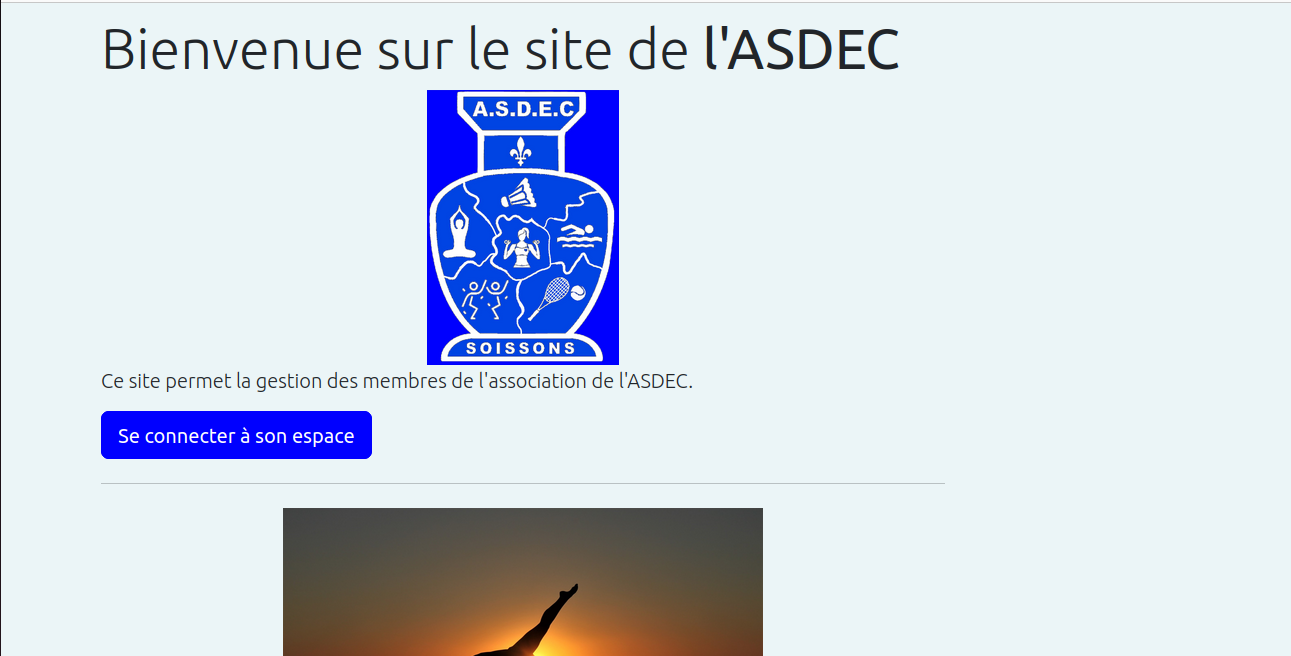 Bienvenue sur le site de l'ASDEC
A.S.D.E.C
SOISSONS
Ce site permet la gestion des membres de l'association de l'ASDEC.
Se connecter à son espace